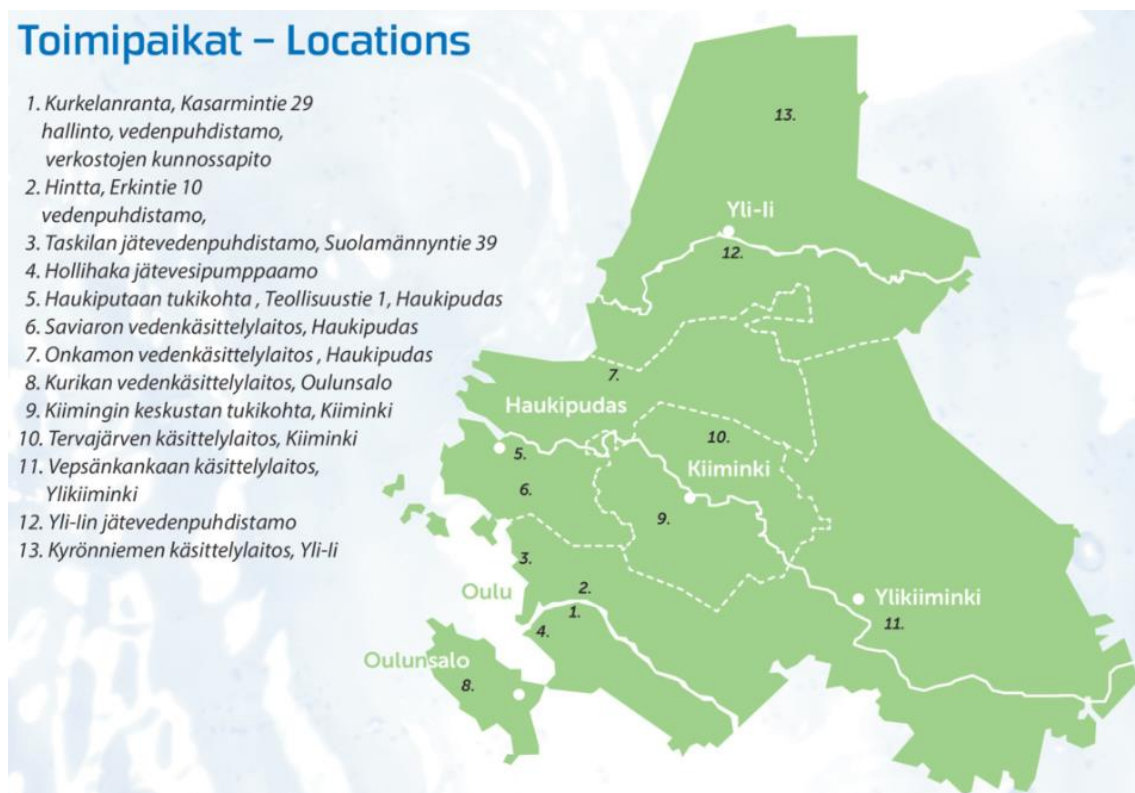 Toimipaikat – Locations
1. Kurkelanranta, Kasarmintie 29
hallinto, vedenpuhdistamo,
verkostojen kunnossapito
2. Hintta, Erkintie 10
vedenpuhdistamo,
3. Taskilan jätevedenpuhdistamo, Suolamännyntie 39
4. Hollihaka jätevesipumppaamo
5. Haukiputaan tukikohta , Teollisuustie 1, Haukipudas
6. Saviaron vedenkäsittelylaitos, Haukipudas
7. Onkamon vedenkäsittelylaitos , Haukipudas
8. Kurikan vedenkäsittelylaitos, Oulunsalo
9. Kiimingin keskustan tukikohta, Kiiminki
10. Tervajärven käsittelylaitos, Kiiminki
11. Vepsänkankaan käsittelylaitos,
Ylikiiminki
12. Yli-Iin jätevedenpuhdistamo
13. Kyrönniemen käsittelylaitos, Yli-Ii
13.
Yli-Ii
12.
7.
Haukipudas
10.
5.
Kiiminki
6.
9.
3.
Oulu
2.
Ylikiiminki
1.
11.
4.
Oulunsalo
8.